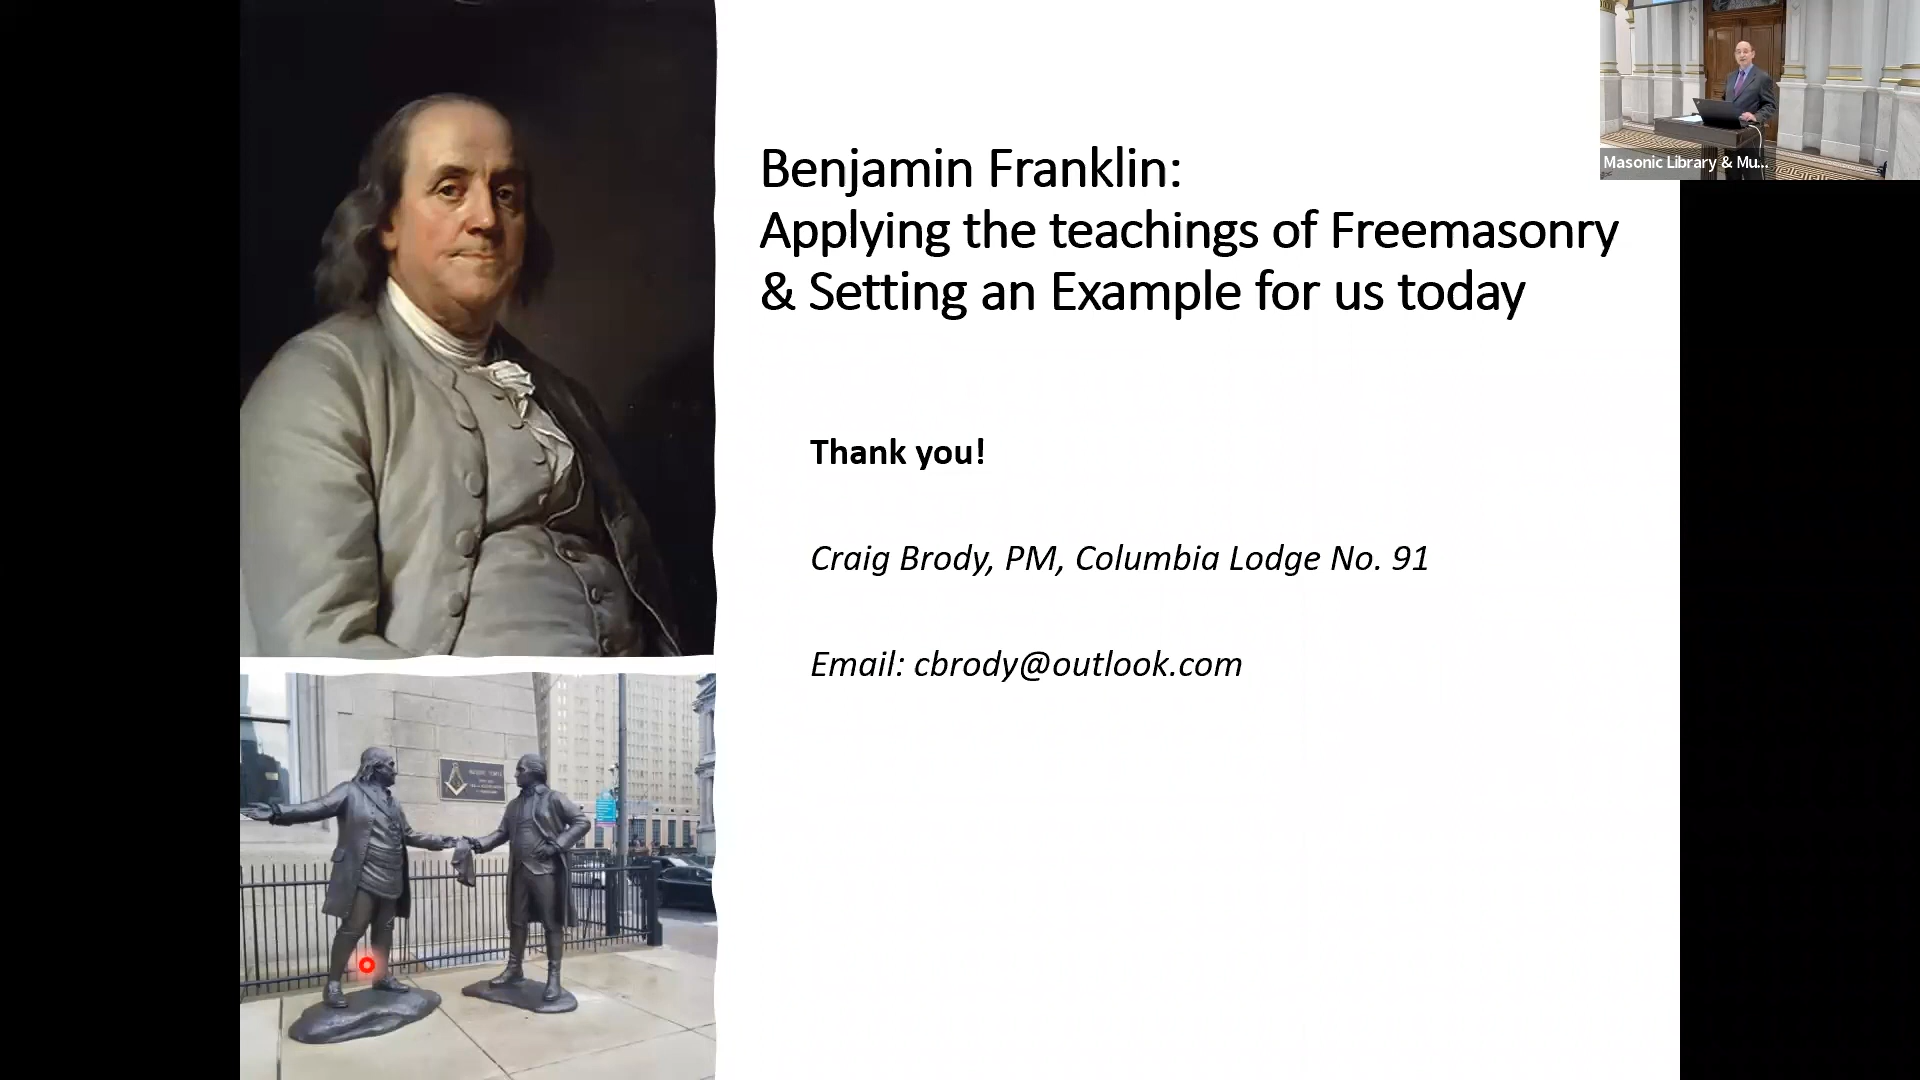 Benjamin Franklin:
Applying the teachings of Freemasonry
& Setting an Example for us today
Thank you!
Craig Brody, PM, Columbia Lodge No. 91
Email: cbrody@outlook.com
Masonic Library & Mu...